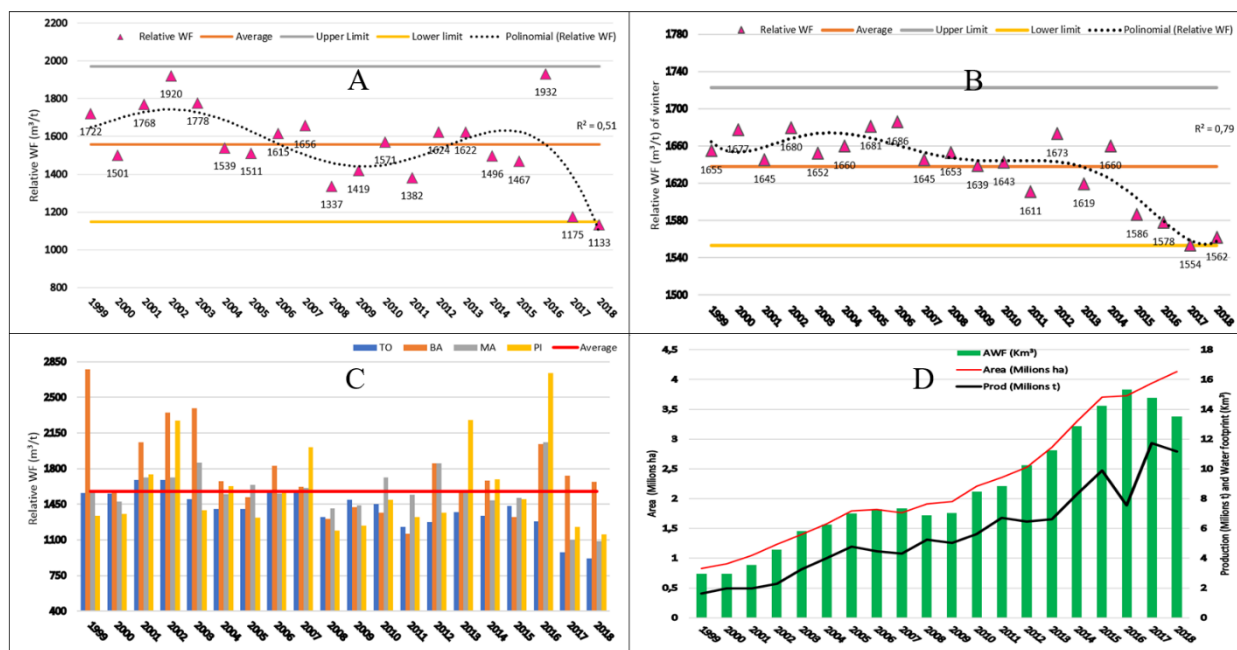 A
Relative WF Average Upper Limit Lower limit Polinomial (Relative WF)
Relative WF (m³/t)
2200
2000
1800
1600
1400
1200
1000
800
R² = 0,51
1722 1501 1768 1920 1778 1539 1511 1615 1656 1337 1419 1571 1382 1624 1622 1496 1467 1932 1175 1133
1999 2000 2001 2002 2003 2004 2005 2006 2007 2008 2009 2010 2011 2012 2013 2014 2015 2016 2017 2018
B
Relative WF Average Upper Limit Lower limit Polinomial (Relative WF)
Relative WF (m³/t) of winter
1780
1740
1700
1660
1620
1580
1540
1500
R² = 0,79
1655 1677 1645 1680 1652 1660 1681 1686 1645 1653 1639 1643 1611 1673 1619 1660 1586 1578 1554 1562
1999 2000 2001 2002 2003 2004 2005 2006 2007 2008 2009 2010 2011 2012 2013 2014 2015 2016 2017 2018
C
TO BA MA PI Average
Relative WF (m³/t)
2850
2500
2150
1800
1450
1100
750
400
1999 2000 2001 2002 2003 2004 2005 2006 2007 2008 2009 2010 2011 2012 2013 2014 2015 2016 2017 2018
D
AWF (Km³)
Area (Milions ha)
Prod (Milions t)
Area (Milions ha)
4,5
4
3,5
3
2,5
2
1,5
1
0,5
0
Production (Milions t) and Water footprint (Km³)
18
16
14
12
10
8
6
4
2
0
1999 2000 2001 2002 2003 2004 2005 2006 2007 2008 2009 2010 2011 2012 2013 2014 2015 2016 2017 2018